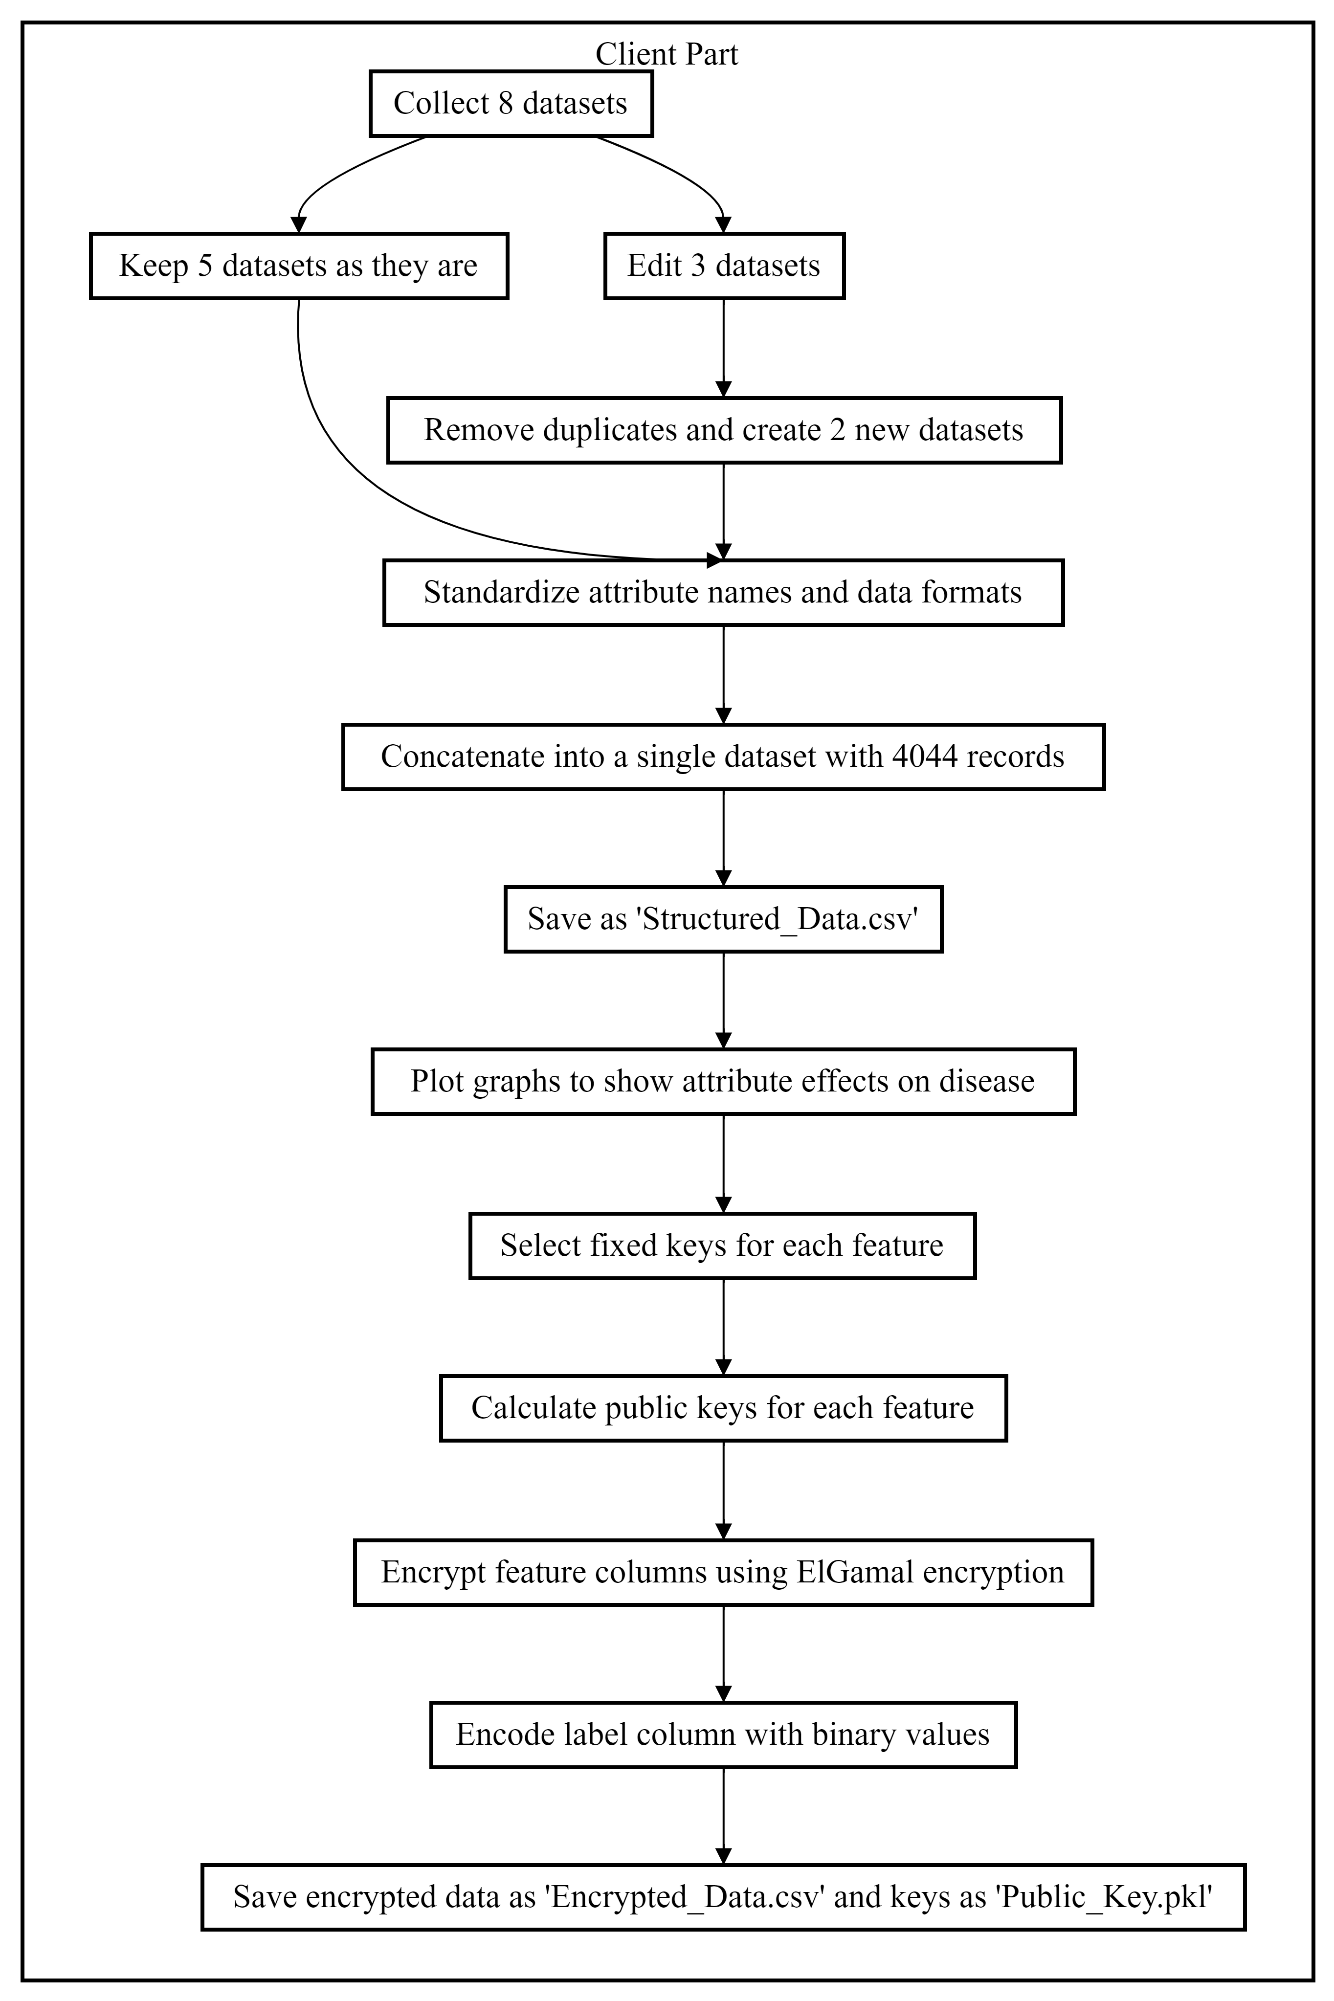 Client Part
Collect 8 datasets
Keep 5 datasets as they are
Edit 3 datasets
Remove duplicates and create 2 new datasets
Standardize attribute names and data formats
Concatenate into a single dataset with 4044 records
Save as 'Structured_Data.csv'
Plot graphs to show attribute effects on disease
Select fixed keys for each feature
Calculate public keys for each feature
Encrypt feature columns using ElGamal encryption
Encode label column with binary values
Save encrypted data as 'Encrypted_Data.csv' and keys as 'Public_Key.pkl'